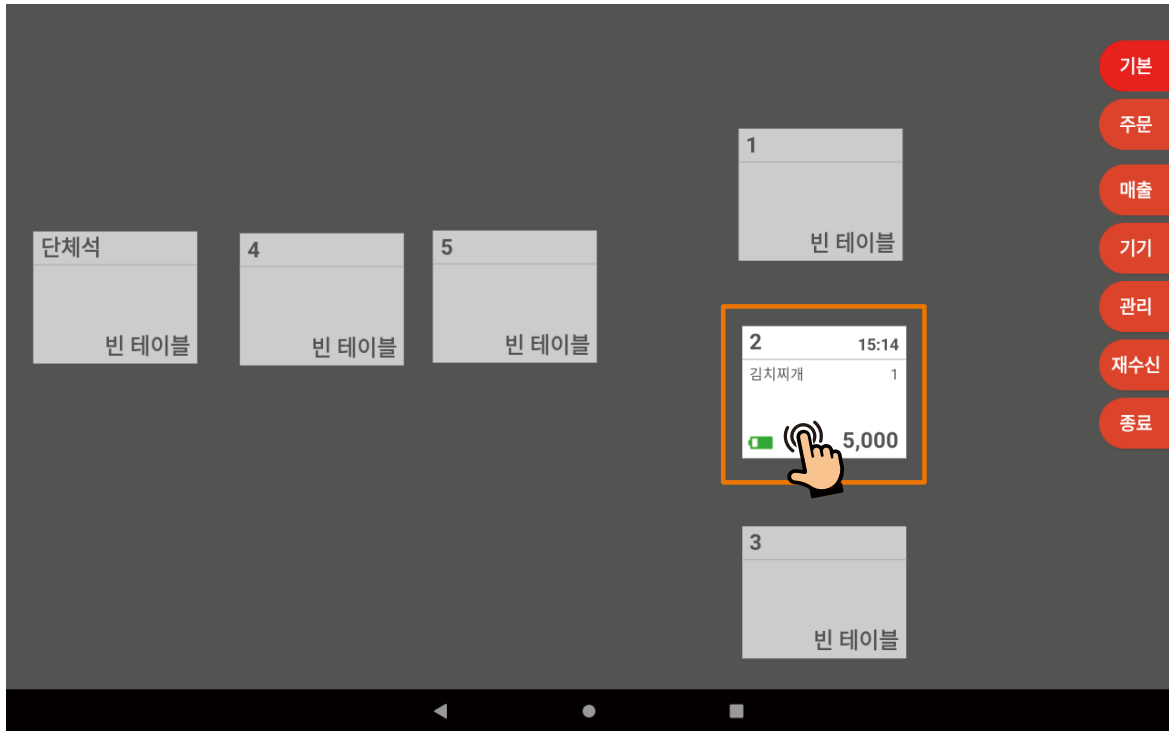 단체석
빈 테이블
4
빈 테이블
5
빈 테이블
1
빈 테이블
2 15:14
김치찌개 1
5,000
3
빈 테이블
기본
주문
매출
기기
관리
재수신
종료